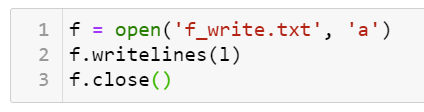 1 f = open('f_write.txt', 'a')
2 f.writelines(l)
3 f.close()